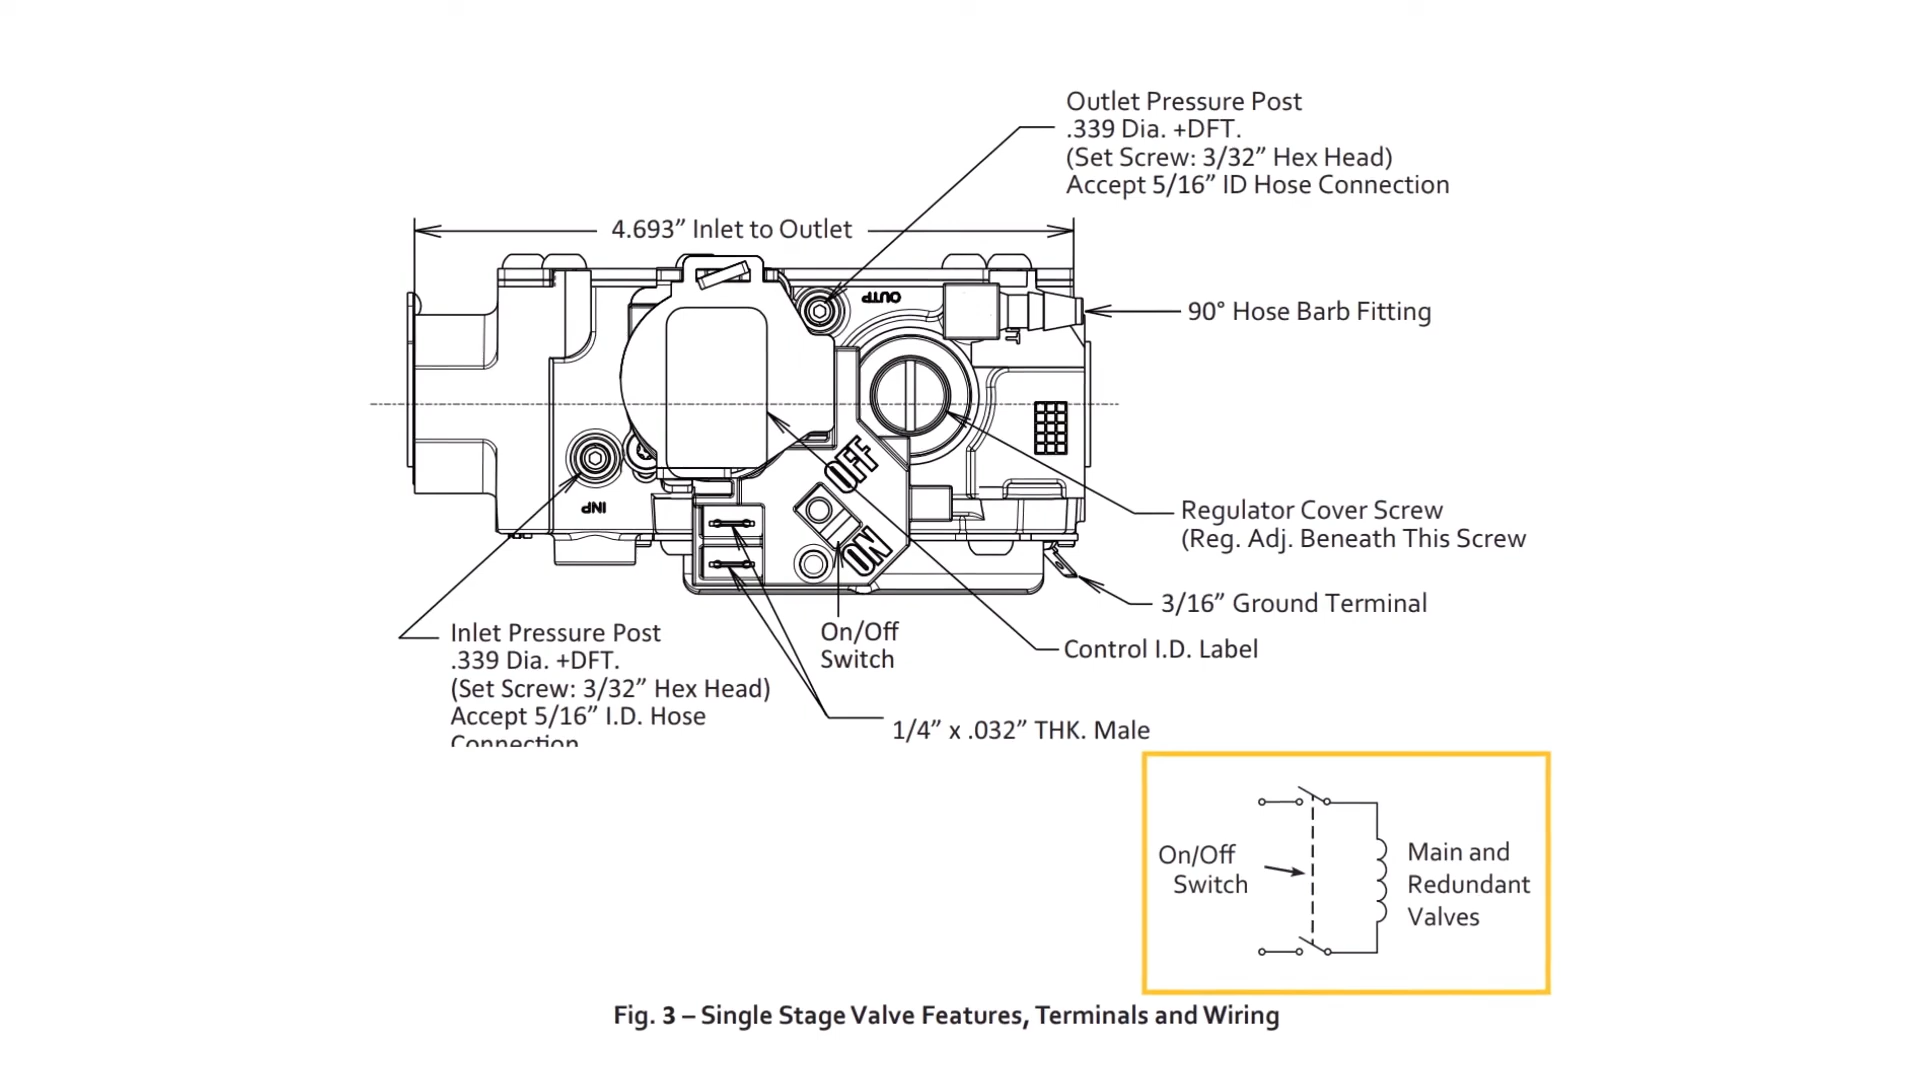 Outlet Pressure Post
.339 Dia. +DFT.
(Set Screw: 3/32” Hex Head)
Accept 5/16” ID Hose Connection
4.693” Inlet to Outlet
OUTP
90° Hose Barb Fitting
OFF
INP
Regulator Cover Screw
(Reg. Adj. Beneath This Screw
ON
3/16” Ground Terminal
Inlet Pressure Post
.339 Dia. +DFT.
(Set Screw: 3/32” Hex Head)
Accept 5/16” I.D. Hose
Connection
On/Off
Switch
Control I.D. Label
1/4” x .032” THK. Male
On/Off
Switch
Main and
Redundant
Valves
Fig. 3 – Single Stage Valve Features, Terminals and Wiring